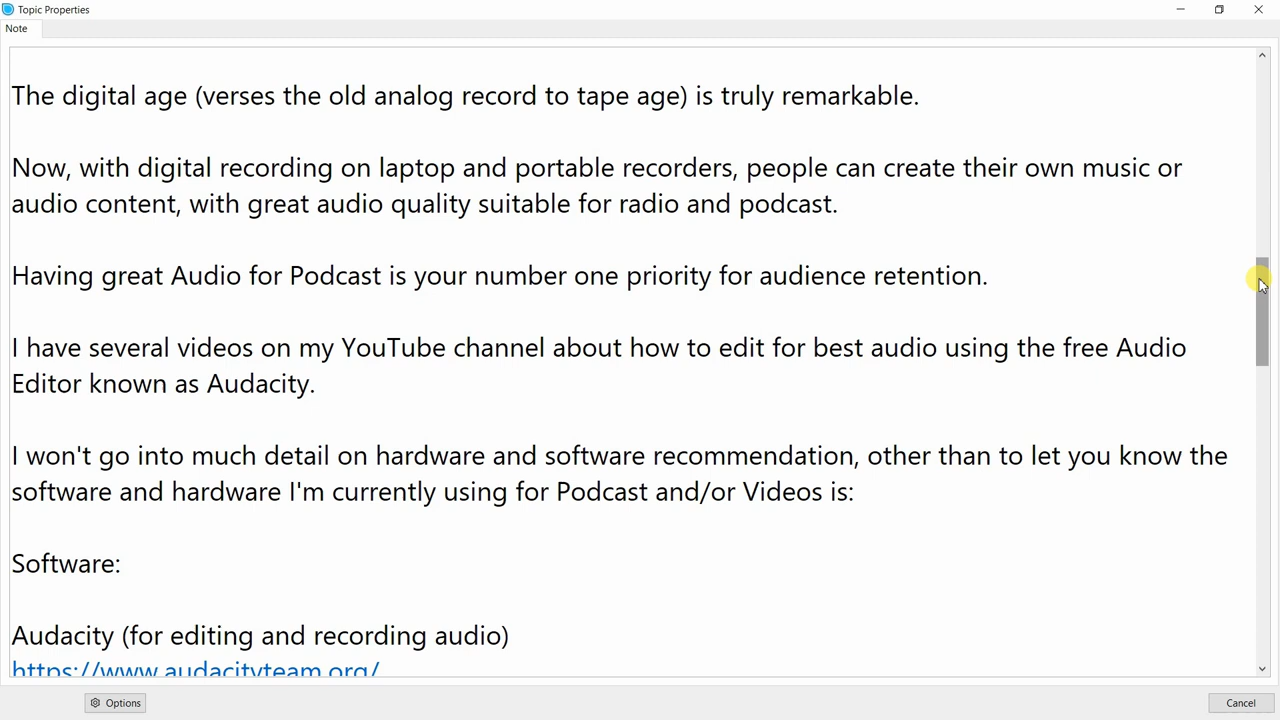 Topic Properties
Note
The digital age (verses the old analog record to tape age) is truly remarkable.
Now, with digital recording on laptop and portable recorders, people can create their own music or
audio content, with great audio quality suitable for radio and podcast.
Having great Audio for Podcast is your number one priority for audience retention.
I have several videos on my YouTube channel about how to edit for best audio using the free Audio
Editor known as Audacity.
I won't go into much detail on hardware and software recommendation, other than to let you know the
software and hardware I'm currently using for Podcast and/or Videos is:
Software:
Audacity (for editing and recording audio)
https://www.audacityteam.org/
Options
Cancel